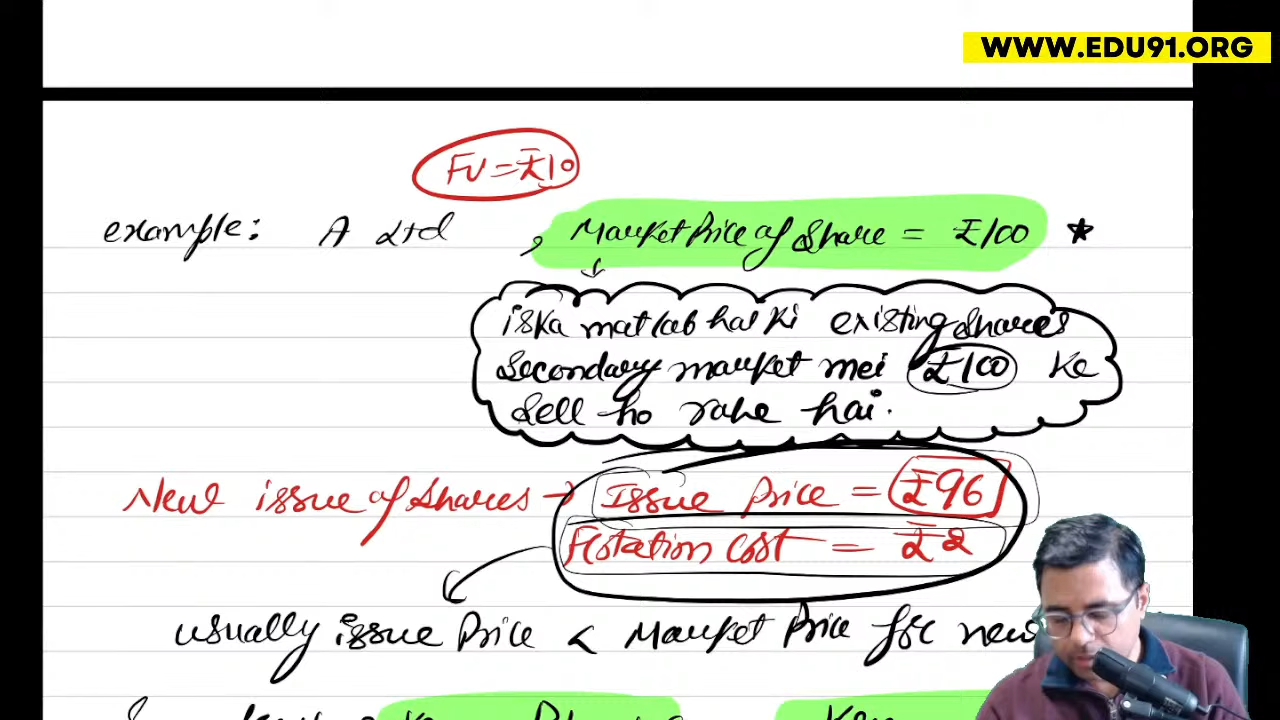 WWW.EDU91.ORG
FV = ₹10
example: A Ltd, Market Price of Share = ₹100 ★
iska matlab hai ki existing shares
Secondary market mei ₹100 ke
sell ho rahe hai.
New issue of shares → Issue Price = ₹96
Flotation cost = ₹2
usually issue Price < Market Price for new